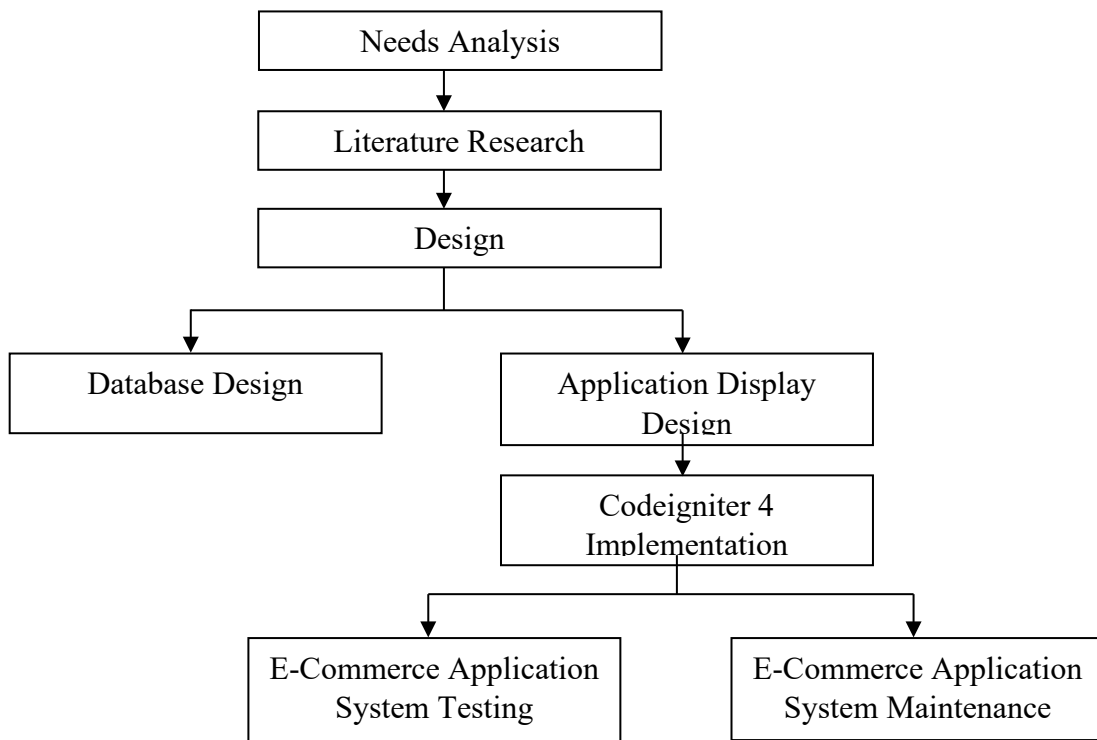 Needs Analysis
Literature Research
Design
Database Design
Application Display
Design
Codeigniter 4
Implementation
E-Commerce Application
System Testing
E-Commerce Application
System Maintenance